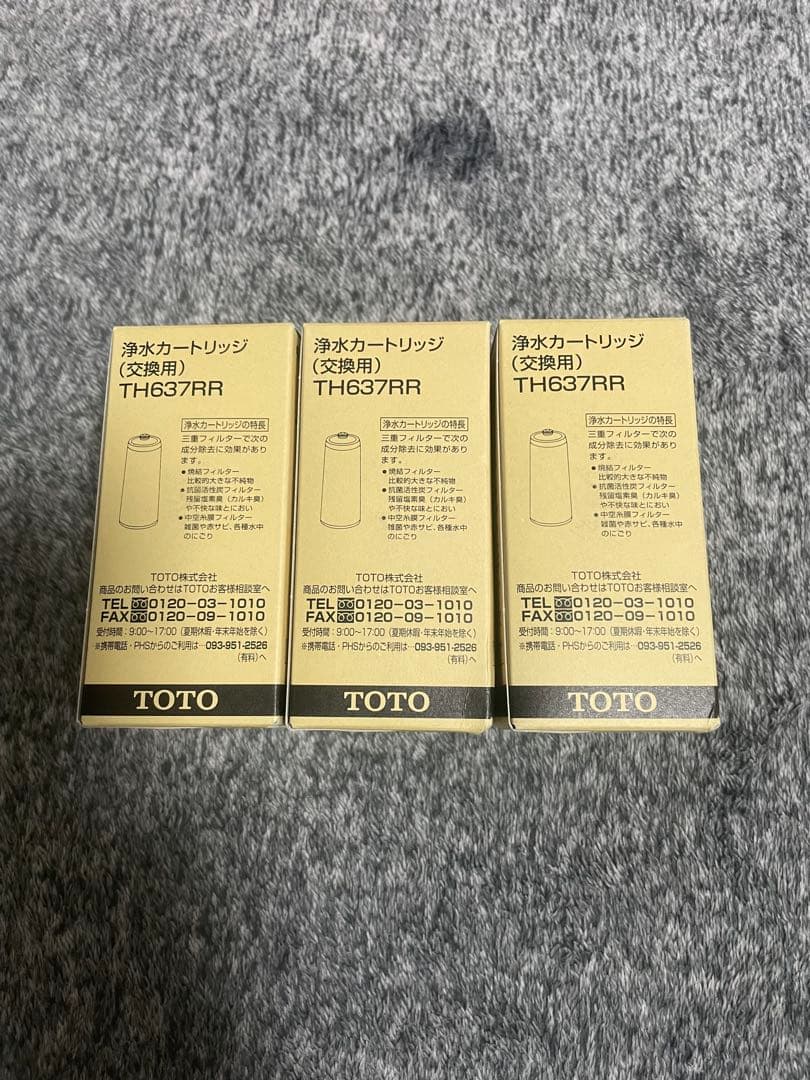 浄水カートリッジ
(交換用)
TH637RR
浄水カートリッジの特長
三重フィルターで次の
成分除去に効果があり
ます。
●焼結フィルター
比較的大きな不純物
●抗菌活性炭フィルター
残留塩素臭(カルキ臭)
や不快な味とにおい
●中空糸膜フィルター
雑菌や赤サビ、各種水中
のにごり
TOTO株式会社
商品のお問い合わせはTOTOお客様相談室へ
TEL 0120-03-1010
FAX 0120-09-1010
受付時間:9:00〜17:00(夏期休暇・年末年始を除く)
※携帯電話・PHSからのご利用は…093-951-2526
(有料)へ
TOTO
浄水カートリッジ
(交換用)
TH637RR
浄水カートリッジの特長
三重フィルターで次の
成分除去に効果があり
ます。
●焼結フィルター
比較的大きな不純物
●抗菌活性炭フィルター
残留塩素臭(カルキ臭)
や不快な味とにおい
●中空糸膜フィルター
雑菌や赤サビ、各種水中
のにごり
TOTO株式会社
商品のお問い合わせはTOTOお客様相談室へ
TEL 0120-03-1010
FAX 0120-09-1010
受付時間:9:00〜17:00(夏期休暇・年末年始を除く)
※携帯電話・PHSからのご利用は…093-951-2526
(有料)へ
TOTO
浄水カートリッジ
(交換用)
TH637RR
浄水カートリッジの特長
三重フィルターで次の
成分除去に効果があり
ます。
●焼結フィルター
比較的大きな不純物
●抗菌活性炭フィルター
残留塩素臭(カルキ臭)
や不快な味とにおい
●中空糸膜フィルター
雑菌や赤サビ、各種水中
のにごり
TOTO株式会社
商品のお問い合わせはTOTOお客様相談室へ
TEL 0120-03-1010
FAX 0120-09-1010
受付時間:9:00〜17:00(夏期休暇・年末年始を除く)
※携帯電話・PHSからのご利用は…093-951-2526
(有料)へ
TOTO